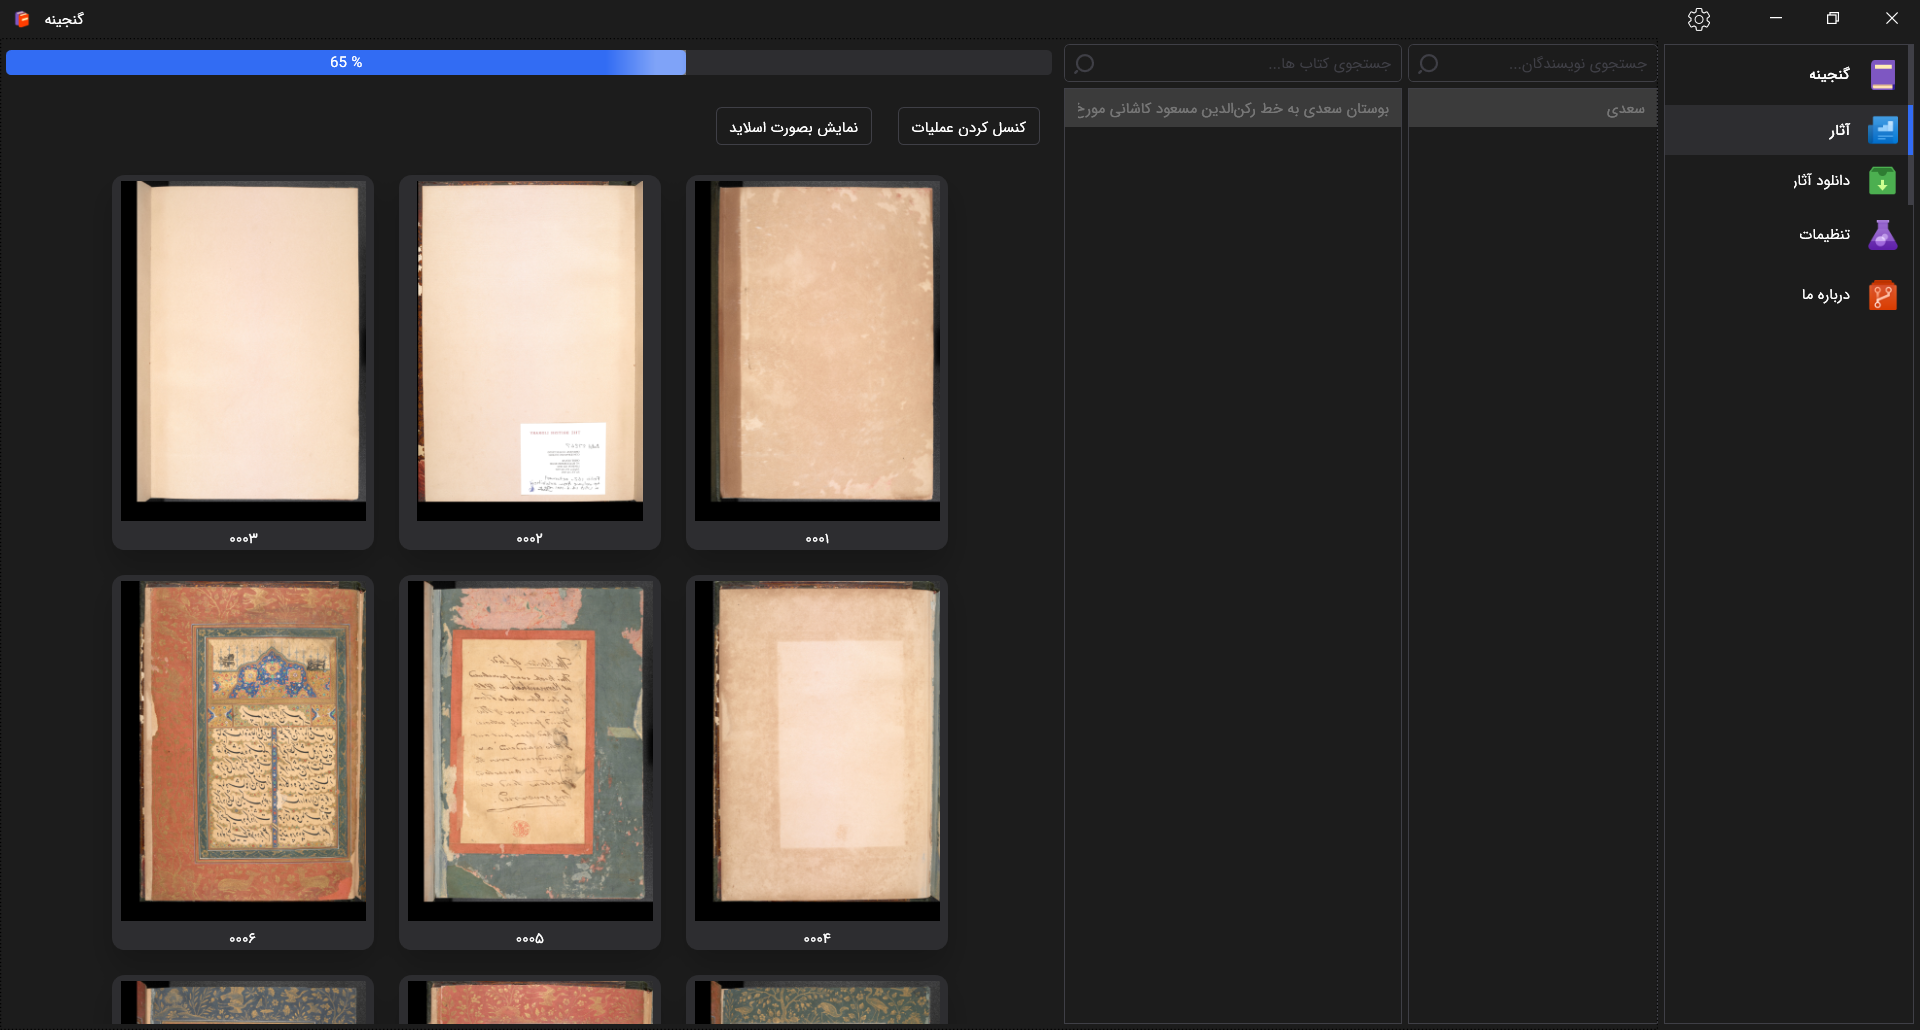 گنجینه
گنجینه
آثار
دانلود آثار
تنظیمات
درباره ما
جستجوی نویسندگان...
سعدی
جستجوی کتاب ها...
بوستان سعدی به خط رکن‌الدین مسعود کاشانی مورخ
65 %
کنسل کردن عملیات
نمایش بصورت اسلاید
۰۰۰۱
۰۰۰۲
۰۰۰۳
۰۰۰۴
۰۰۰۵
۰۰۰۶